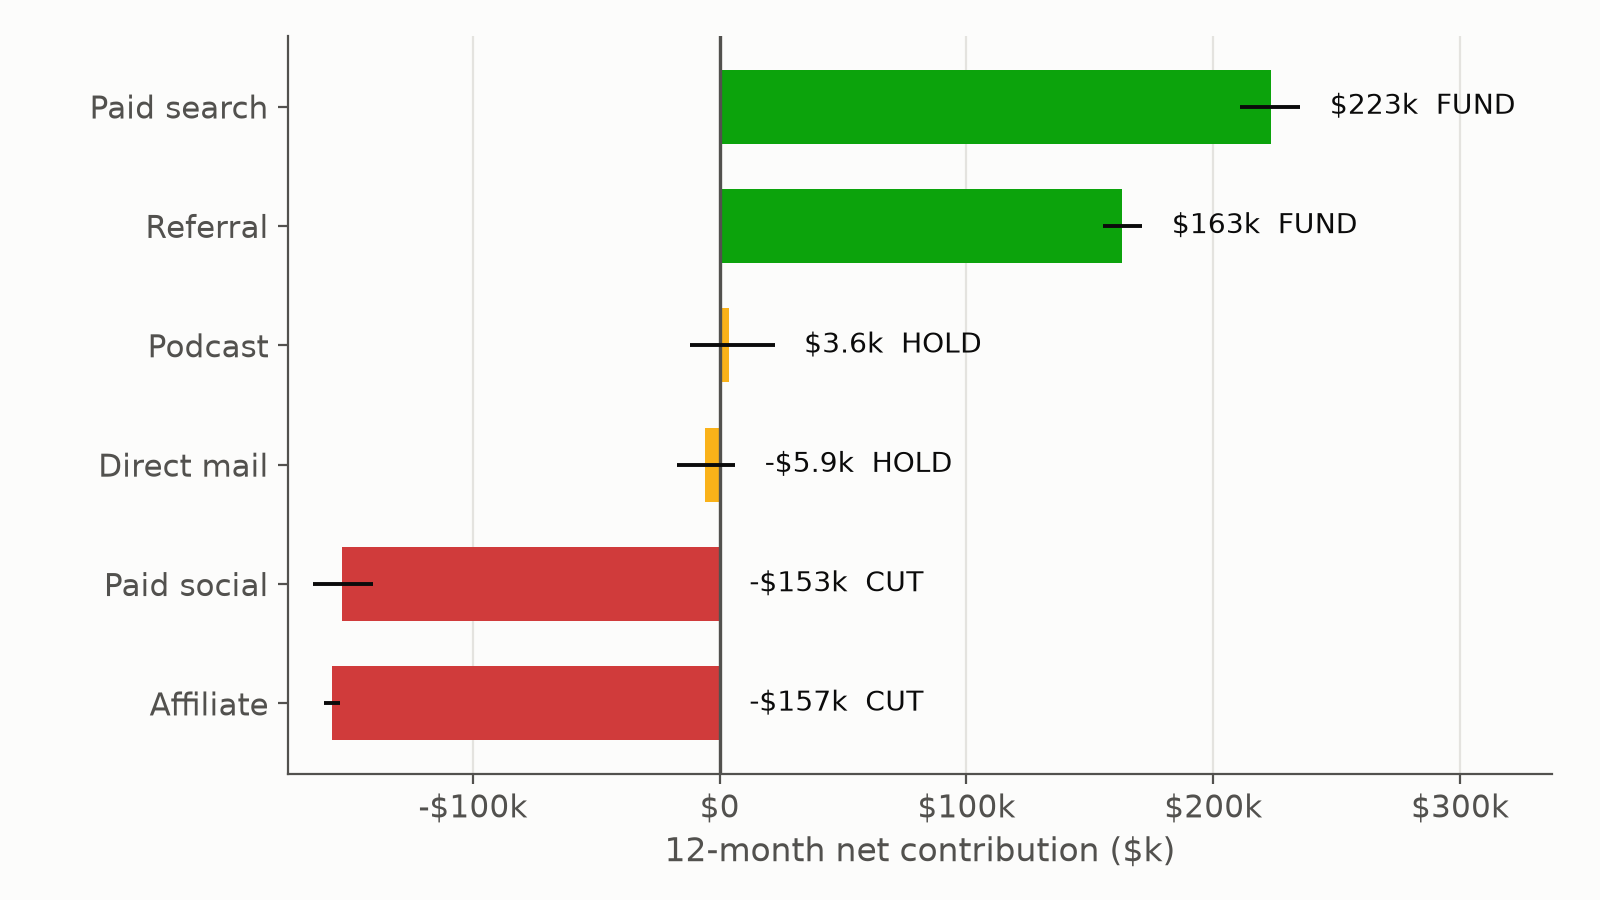 Paid search
$223k FUND
Referral
$163k FUND
Podcast
$3.6k HOLD
Direct mail
-$5.9k HOLD
Paid social
-$153k CUT
Affiliate
-$157k CUT
-$100k $0 $100k $200k $300k
12-month net contribution ($k)